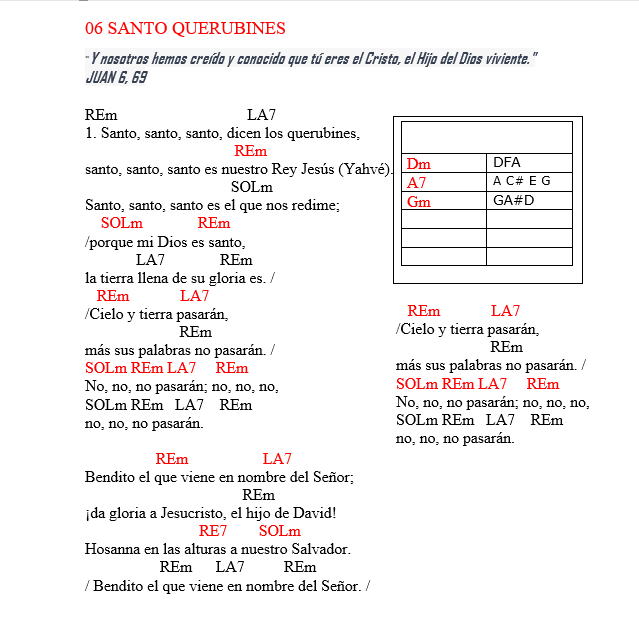 06 SANTO QUERUBINES
"Y nosotros hemos creído y conocido que tú eres el Cristo, el Hijo del Dios viviente."
JUAN 6, 69
REm LA7
1. Santo, santo, santo, dicen los querubines,
REm
santo, santo, santo es nuestro Rey Jesús (Yahvé).
SOLm
Santo, santo, santo es el que nos redime;
SOLm REm
/porque mi Dios es santo,
LA7 REm
la tierra llena de su gloria es. /
REm LA7
/Cielo y tierra pasarán,
REm
más sus palabras no pasarán. /
SOLm REm LA7 REm
No, no, no pasarán; no, no, no,
SOLm REm LA7 REm
no, no, no pasarán.
REm LA7
Bendito el que viene en nombre del Señor;
REm
¡da gloria a Jesucristo, el hijo de David!
RE7 SOLm
Hosanna en las alturas a nuestro Salvador.
REm LA7 REm
/ Bendito el que viene en nombre del Señor. /
Dm DFA
A7 A C# E G
Gm GA#D
REm LA7
/Cielo y tierra pasarán,
REm
más sus palabras no pasarán. /
SOLm REm LA7 REm
No, no, no pasarán; no, no, no,
SOLm REm LA7 REm
no, no, no pasarán.